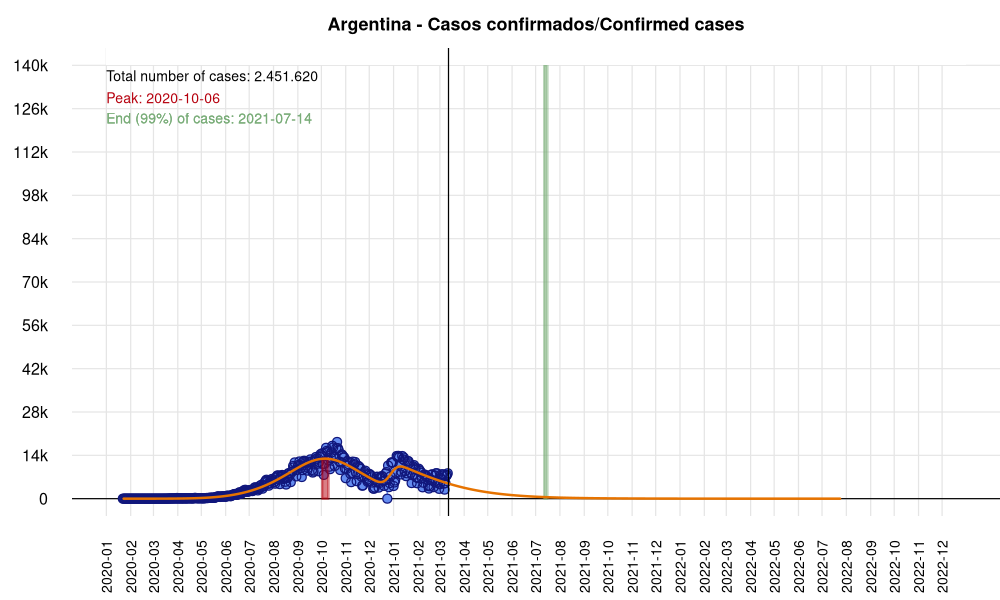 Argentina - Casos confirmados/Confirmed cases
Total number of cases: 2.451.620
Peak: 2020-10-06
End (99%) of cases: 2021-07-14
140k
126k
112k
98k
84k
70k
56k
42k
28k
14k
0
2020-01
2020-02
2020-03
2020-04
2020-05
2020-06
2020-07
2020-08
2020-09
2020-10
2020-11
2020-12
2021-01
2021-02
2021-03
2021-04
2021-05
2021-06
2021-07
2021-08
2021-09
2021-10
2021-11
2021-12
2022-01
2022-02
2022-03
2022-04
2022-05
2022-06
2022-07
2022-08
2022-09
2022-10
2022-11
2022-12